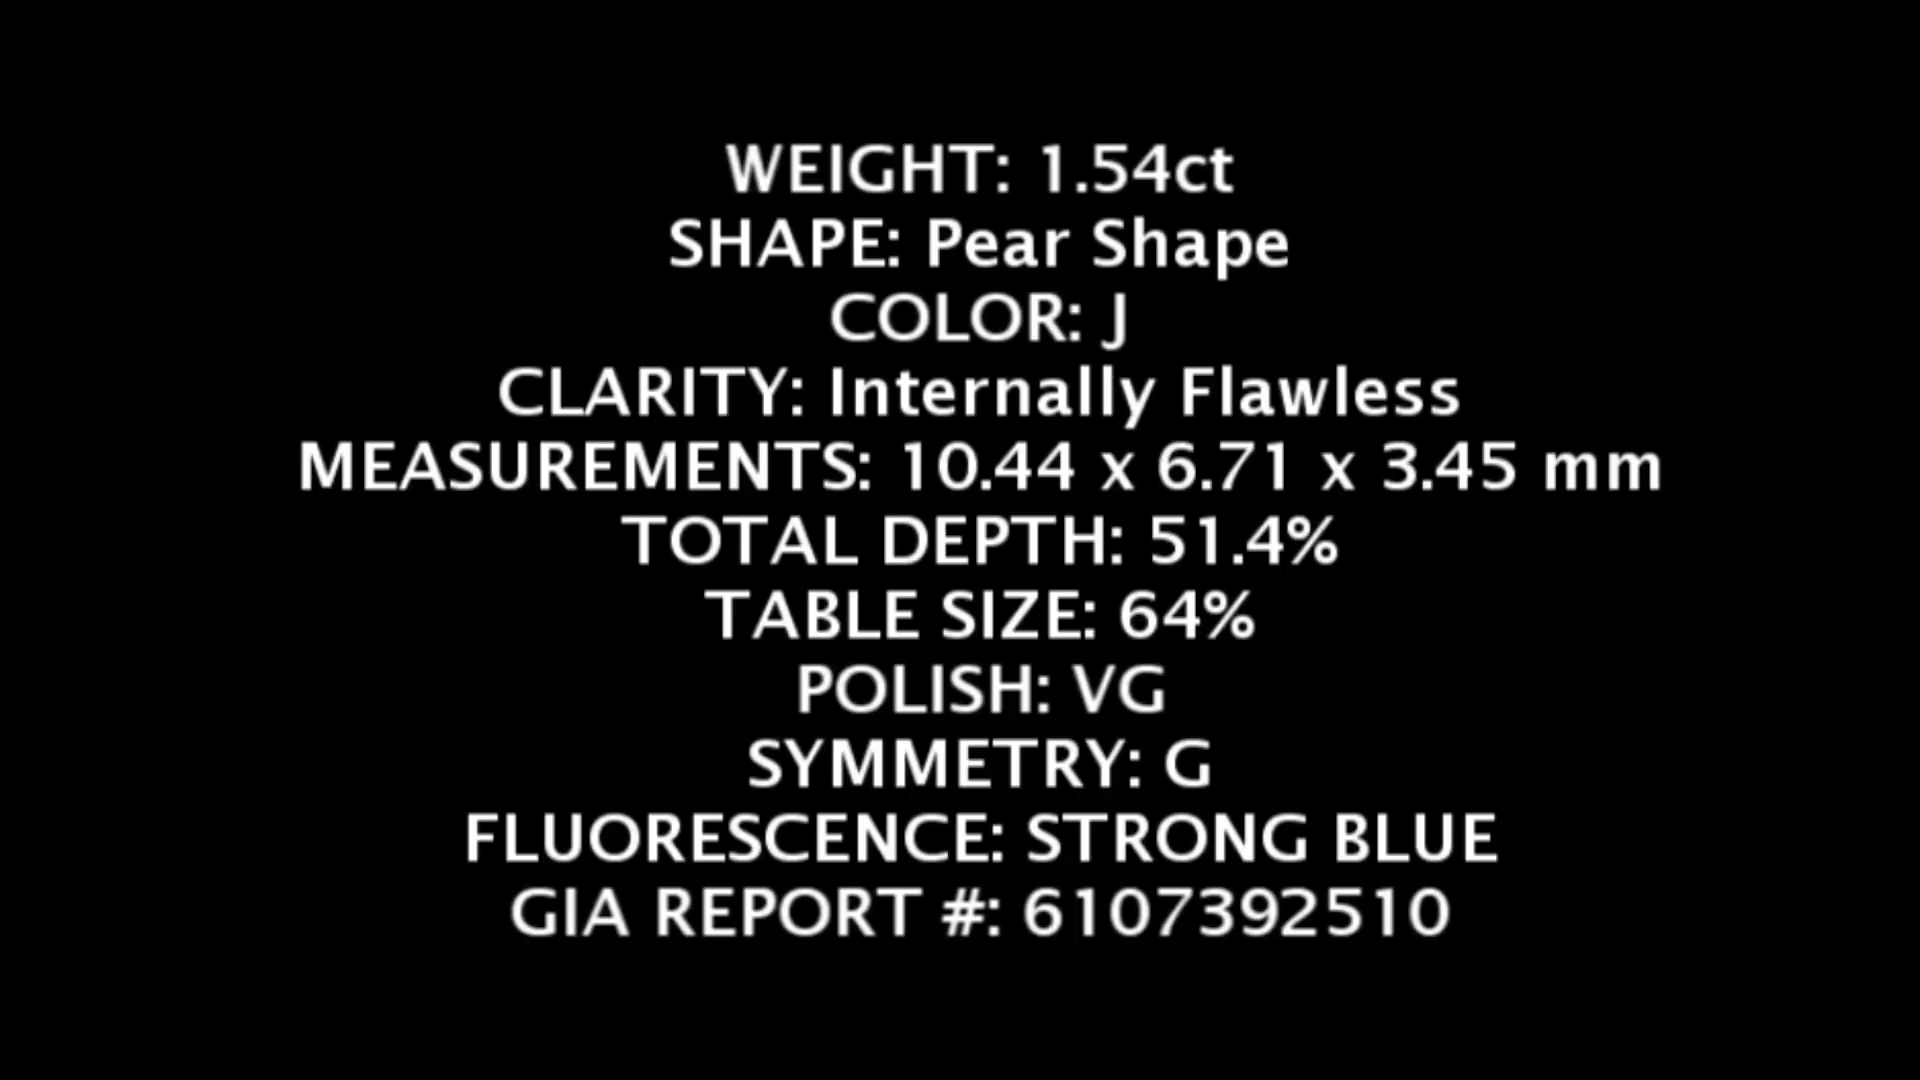 WEIGHT: 1.54ct
SHAPE: Pear Shape
COLOR: J
CLARITY: Internally Flawless
MEASUREMENTS: 10.44 x 6.71 x 3.45 mm
TOTAL DEPTH: 51.4%
TABLE SIZE: 64%
POLISH: VG
SYMMETRY: G
FLUORESCENCE: STRONG BLUE
GIA REPORT #: 6107392510